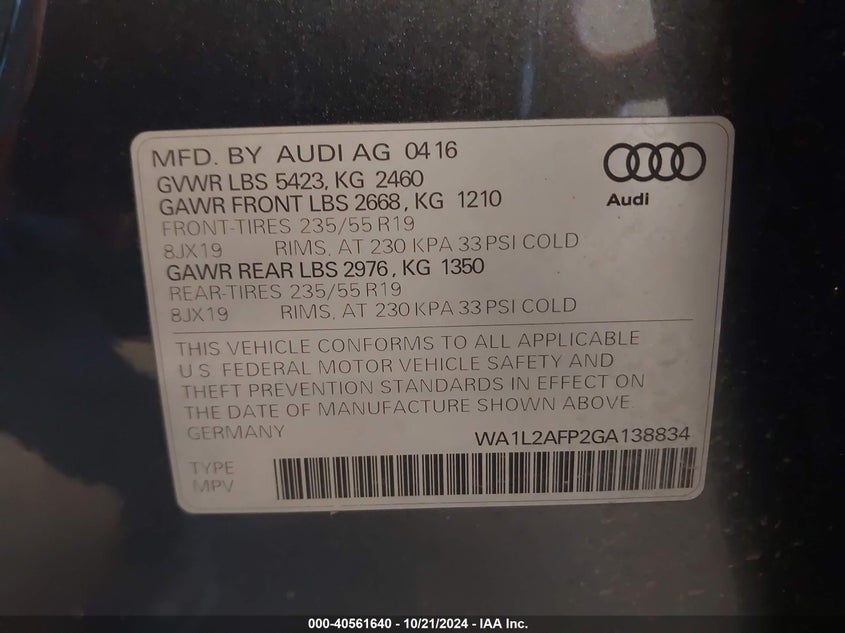 MFD. BY AUDI AG 0416
GVWR LBS 5423, KG 2460
GAWR FRONT LBS 2668, KG 1210
FRONT-TIRES 235/55 R19
8JX19 RIMS, AT 230 KPA 33 PSI COLD
GAWR REAR LBS 2976, KG 1350
REAR-TIRES 235/55 R19
8JX19 RIMS, AT 230 KPA 33 PSI COLD
Audi
THIS VEHICLE CONFORMS TO ALL APPLICABLE
U.S. FEDERAL MOTOR VEHICLE SAFETY AND
THEFT PREVENTION STANDARDS IN EFFECT ON
THE DATE OF MANUFACTURE SHOWN ABOVE.
GERMANY WA1L2AFP2GA138834
TYPE
MPV
000-40561640 - 10/21/2024 - IAA Inc.